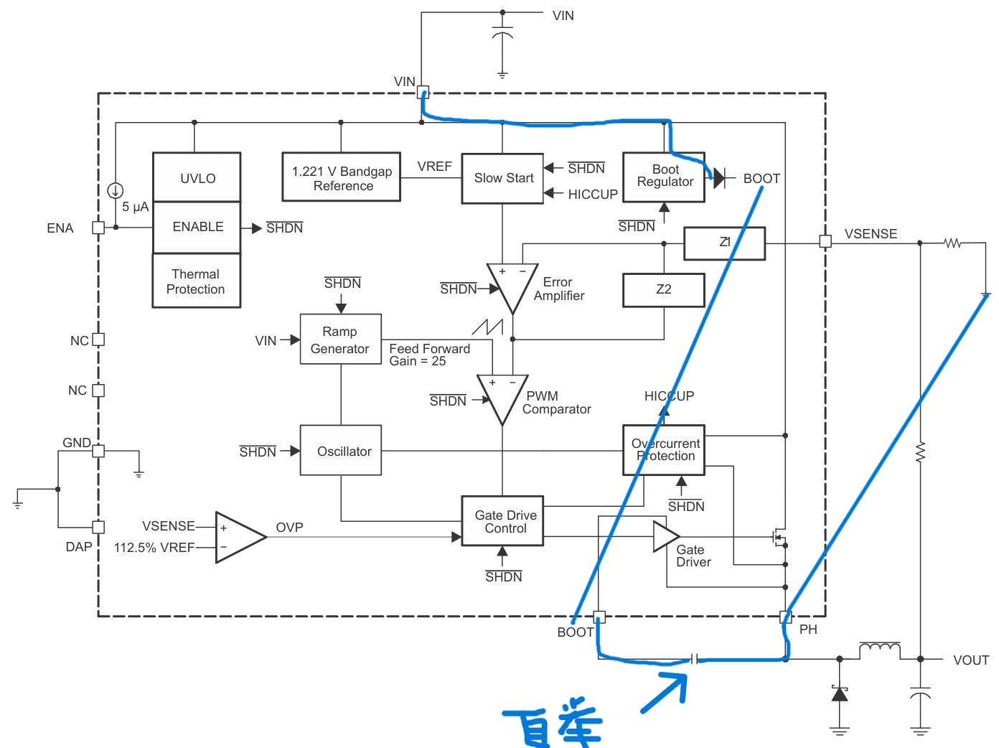 VIN
VIN
UVLO
1.221 V Bandgap
Reference
VREF
Slow Start
SHDN
HICCUP
Boot
Regulator
BOOT
SHDN
5 µA
ENA
ENABLE
SHDN
Thermal
Protection
Z1
VSENSE
Z2
SHDN
Error
Amplifier
SHDN
VIN
Ramp
Generator
Feed Forward
Gain = 25
NC
NC
SHDN
PWM
Comparator
HICCUP
GND
SHDN
Oscillator
Overcurrent
Protection
SHDN
VSENSE
112.5% VREF
OVP
Gate Drive
Control
SHDN
Gate
Driver
DAP
BOOT
PH
VOUT
+ −
+ −
+
−